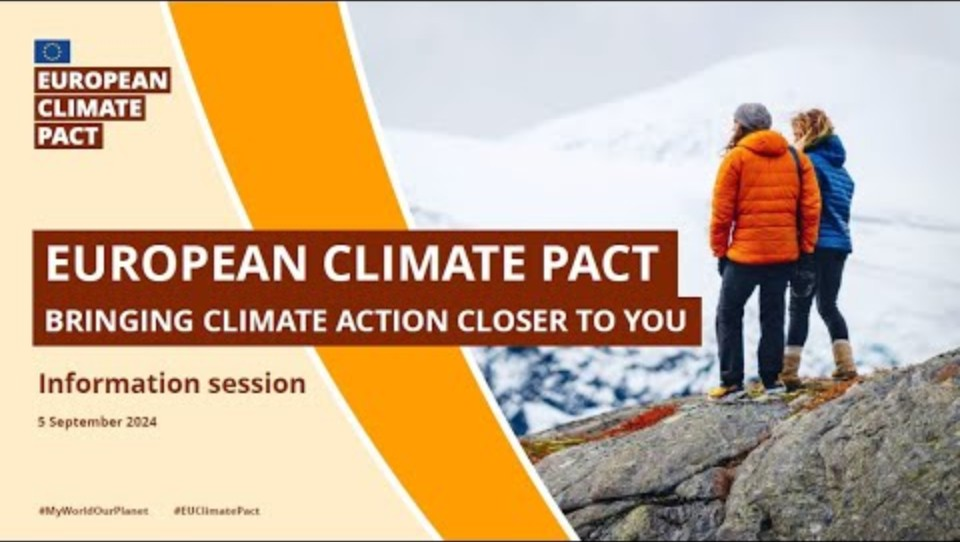 EUROPEAN
CLIMATE
PACT
EUROPEAN CLIMATE PACT
BRINGING CLIMATE ACTION CLOSER TO YOU
Information session
5 September 2024
#MyWorldOurPlanet #EUClimatePact